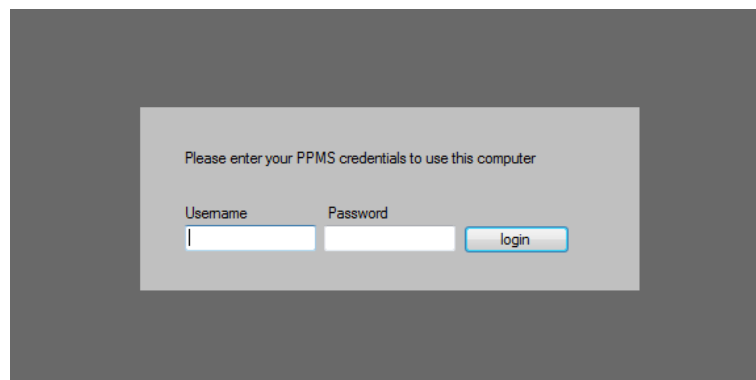 Please enter your PPMS credentials to use this computer
Username Password
login